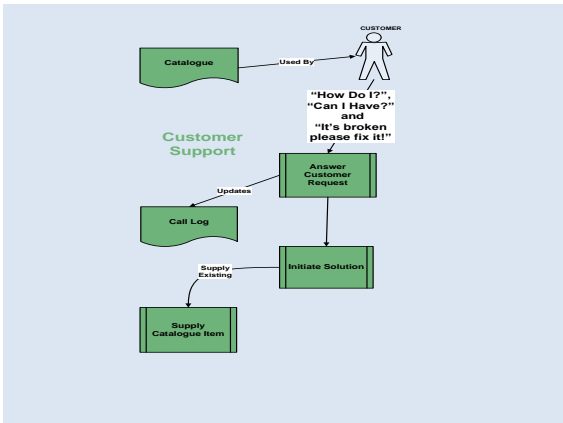 CUSTOMER
Catalogue
Used By
“How Do I?”,
“Can I Have?”
and
“It's broken
please fix it!”
Customer
Support
Answer
Customer
Request
Updates
Call Log
Initiate Solution
Supply
Existing
Supply
Catalogue Item